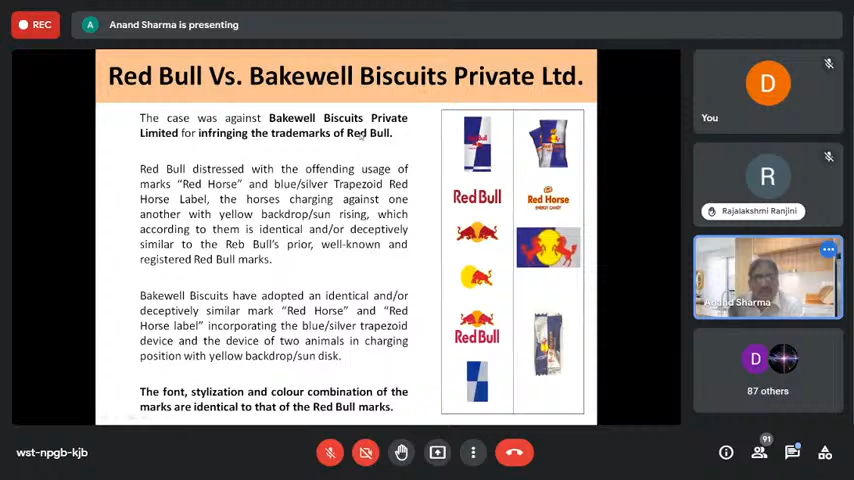 REC
A
Anand Sharma is presenting
Red Bull Vs. Bakewell Biscuits Private Ltd.
The case was against Bakewell Biscuits Private
Limited for infringing the trademarks of Red Bull.
Red Bull distressed with the offending usage of
marks “Red Horse” and blue/silver Trapezoid Red
Horse Label, the horses charging against one
another with yellow backdrop/sun rising, which
according to them is identical and/or deceptively
similar to the Reb Bull’s prior, well-known and
registered Red Bull marks.
Bakewell Biscuits have adopted an identical and/or
deceptively similar mark “Red Horse” and “Red
Horse label” incorporating the blue/silver trapezoid
device and the device of two animals in charging
position with yellow backdrop/sun disk.
The font, stylization and colour combination of the
marks are identical to that of the Red Bull marks.
Red Bull
Red Bull
Red Horse
ENERGY CANDY
Red Bull
D
You
R
Rajalakshmi Ranjini
Anand Sharma
D
87 others
wst-npgb-kjb
91